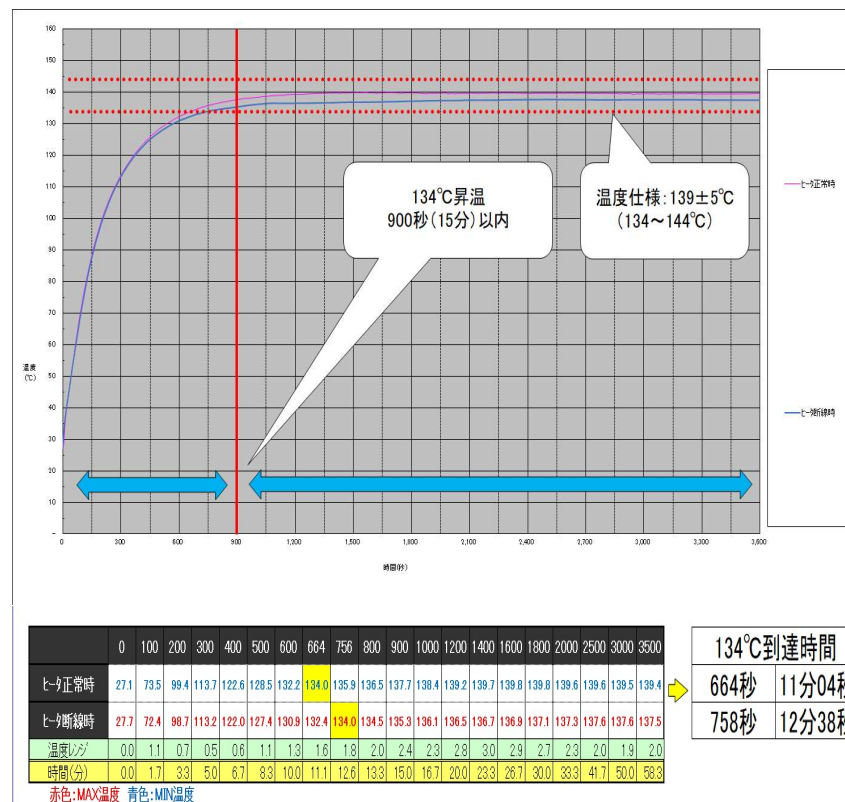 160
150
140
130
120
110
100
90
80
70
60
50
40
30
20
10
温度
(℃)
0 300 600 900 1,200 1,500 1,800 2,100 2,400 2,700 3,000 3,300 3,600
時間(秒)
134℃昇温
900秒(15分)以内
温度仕様:139±5℃
(134～144℃)
ﾋｰﾀ正常時
ﾋｰﾀ断線時
0 100 200 300 400 500 600 664 756 800 900 1000 1200 1400 1600 1800 2000 2500 3000 3500
ﾋｰﾀ正常時 27.1 73.5 99.4 113.7 122.6 128.5 132.2 134.0 135.9 136.5 137.7 138.4 139.2 139.7 139.8 139.8 139.6 139.6 139.5 139.4
ﾋｰﾀ断線時 27.7 72.4 98.7 113.2 122.0 127.4 130.9 132.4 134.0 134.5 135.3 136.1 136.5 136.7 136.9 137.1 137.3 137.6 137.6 137.5
温度ﾚﾝｼﾞ 0.0 1.1 0.7 0.5 0.6 1.1 1.3 1.6 1.8 2.0 2.4 2.3 2.8 3.0 2.9 2.7 2.3 2.0 1.9 2.0
時間(分) 0.0 1.7 3.3 5.0 6.7 8.3 10.0 11.1 12.6 13.3 15.0 16.7 20.0 23.3 26.7 30.0 33.3 41.7 50.0 58.3
赤色:MAX温度 青色:MIN温度
134℃到達時間
664秒 11分04秒
758秒 12分38秒